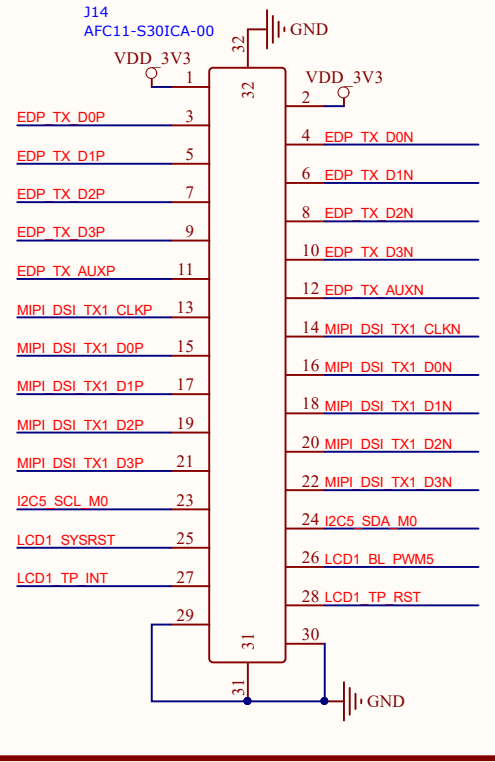 J14
AFC11-S30ICA-00
32
GND
VDD_3V3
1
32
VDD_3V3
2
EDP_TX_D0P
3
4
EDP_TX_D0N
EDP_TX_D1P
5
6
EDP_TX_D1N
EDP_TX_D2P
7
8
EDP_TX_D2N
EDP_TX_D3P
9
10
EDP_TX_D3N
EDP_TX_AUXP
11
12
EDP_TX_AUXN
MIPI_DSI_TX1_CLKP
13
14
MIPI_DSI_TX1_CLKN
MIPI_DSI_TX1_D0P
15
16
MIPI_DSI_TX1_D0N
MIPI_DSI_TX1_D1P
17
18
MIPI_DSI_TX1_D1N
MIPI_DSI_TX1_D2P
19
20
MIPI_DSI_TX1_D2N
MIPI_DSI_TX1_D3P
21
22
MIPI_DSI_TX1_D3N
I2C5_SCL_M0
23
24
I2C5_SDA_M0
LCD1_SYSRST
25
26
LCD1_BL_PWM5
LCD1_TP_INT
27
28
LCD1_TP_RST
29
30
31
31
GND